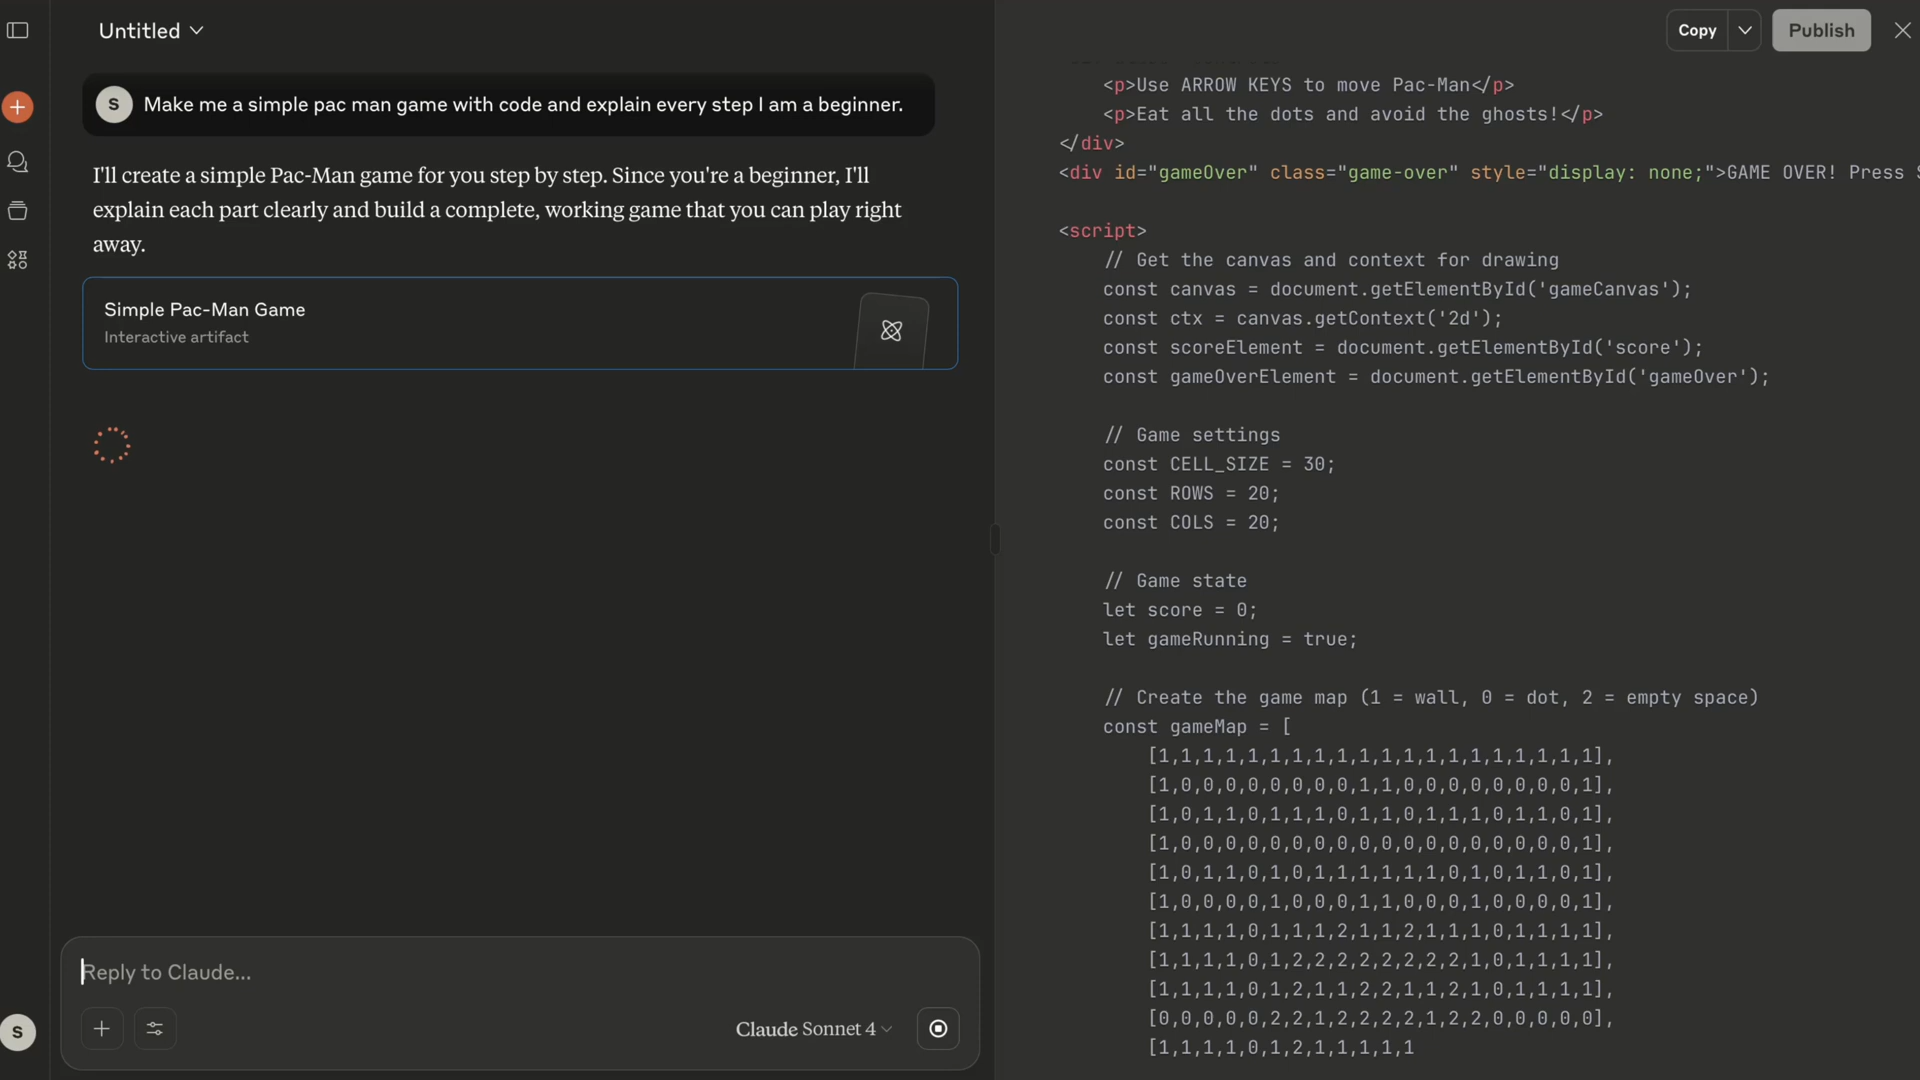 Untitled
S
Make me a simple pac man game with code and explain every step I am a beginner.
I'll create a simple Pac-Man game for you step by step. Since you're a beginner, I'll
explain each part clearly and build a complete, working game that you can play right
away.
Simple Pac-Man Game
Interactive artifact
Reply to Claude...
Claude Sonnet 4
S
Copy
Publish
<p>Use ARROW KEYS to move Pac-Man</p>
<p>Eat all the dots and avoid the ghosts!</p>
</div>
<div id="gameOver" class="game-over" style="display: none;">GAME OVER! Press S
<script>
// Get the canvas and context for drawing
const canvas = document.getElementById('gameCanvas');
const ctx = canvas.getContext('2d');
const scoreElement = document.getElementById('score');
const gameOverElement = document.getElementById('gameOver');
// Game settings
const CELL_SIZE = 30;
const ROWS = 20;
const COLS = 20;
// Game state
let score = 0;
let gameRunning = true;
// Create the game map (1 = wall, 0 = dot, 2 = empty space)
const gameMap = [
[1,1,1,1,1,1,1,1,1,1,1,1,1,1,1,1,1,1,1,1],
[1,0,0,0,0,0,0,0,0,1,1,0,0,0,0,0,0,0,0,1],
[1,0,1,1,0,1,1,1,0,1,1,0,1,1,1,0,1,1,0,1],
[1,0,0,0,0,0,0,0,0,0,0,0,0,0,0,0,0,0,0,1],
[1,0,1,1,0,1,0,1,1,1,1,1,1,0,1,0,1,1,0,1],
[1,0,0,0,0,1,0,0,0,1,1,0,0,0,1,0,0,0,0,1],
[1,1,1,1,0,1,1,1,2,1,1,2,1,1,1,0,1,1,1,1],
[1,1,1,1,0,1,2,2,2,2,2,2,2,2,1,0,1,1,1,1],
[1,1,1,1,0,1,2,1,1,2,2,1,1,2,1,0,1,1,1,1],
[0,0,0,0,0,2,2,1,2,2,2,2,1,2,2,0,0,0,0,0],
[1,1,1,1,0,1,2,1,1,1,1,1